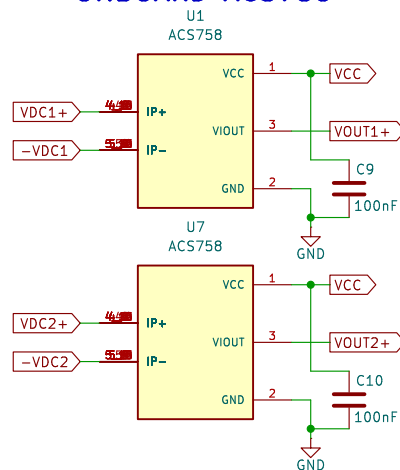 U1
ACS758
VCC
1
VCC
VDC1+
IP+
VIOUT
3
VOUT1+
-VDC1
IP-
C9
GND
2
100nF
GND
U7
ACS758
VCC
1
VCC
VDC2+
IP+
VIOUT
3
VOUT2+
-VDC2
IP-
C10
GND
2
100nF
GND